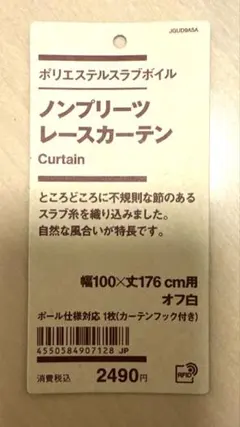 JQUD9A5A
ポリエステルスラブボイル
ノンプリーツ
レースカーテン
Curtain
ところどころに不規則な節のある
スラブ糸を織り込みました。
自然な風合いが特長です。
幅100×丈176 cm用
オフ白
ポール仕様対応 1枚(カーテンフック付き)
4550584907128 JP
消費税込 2490円
RFID